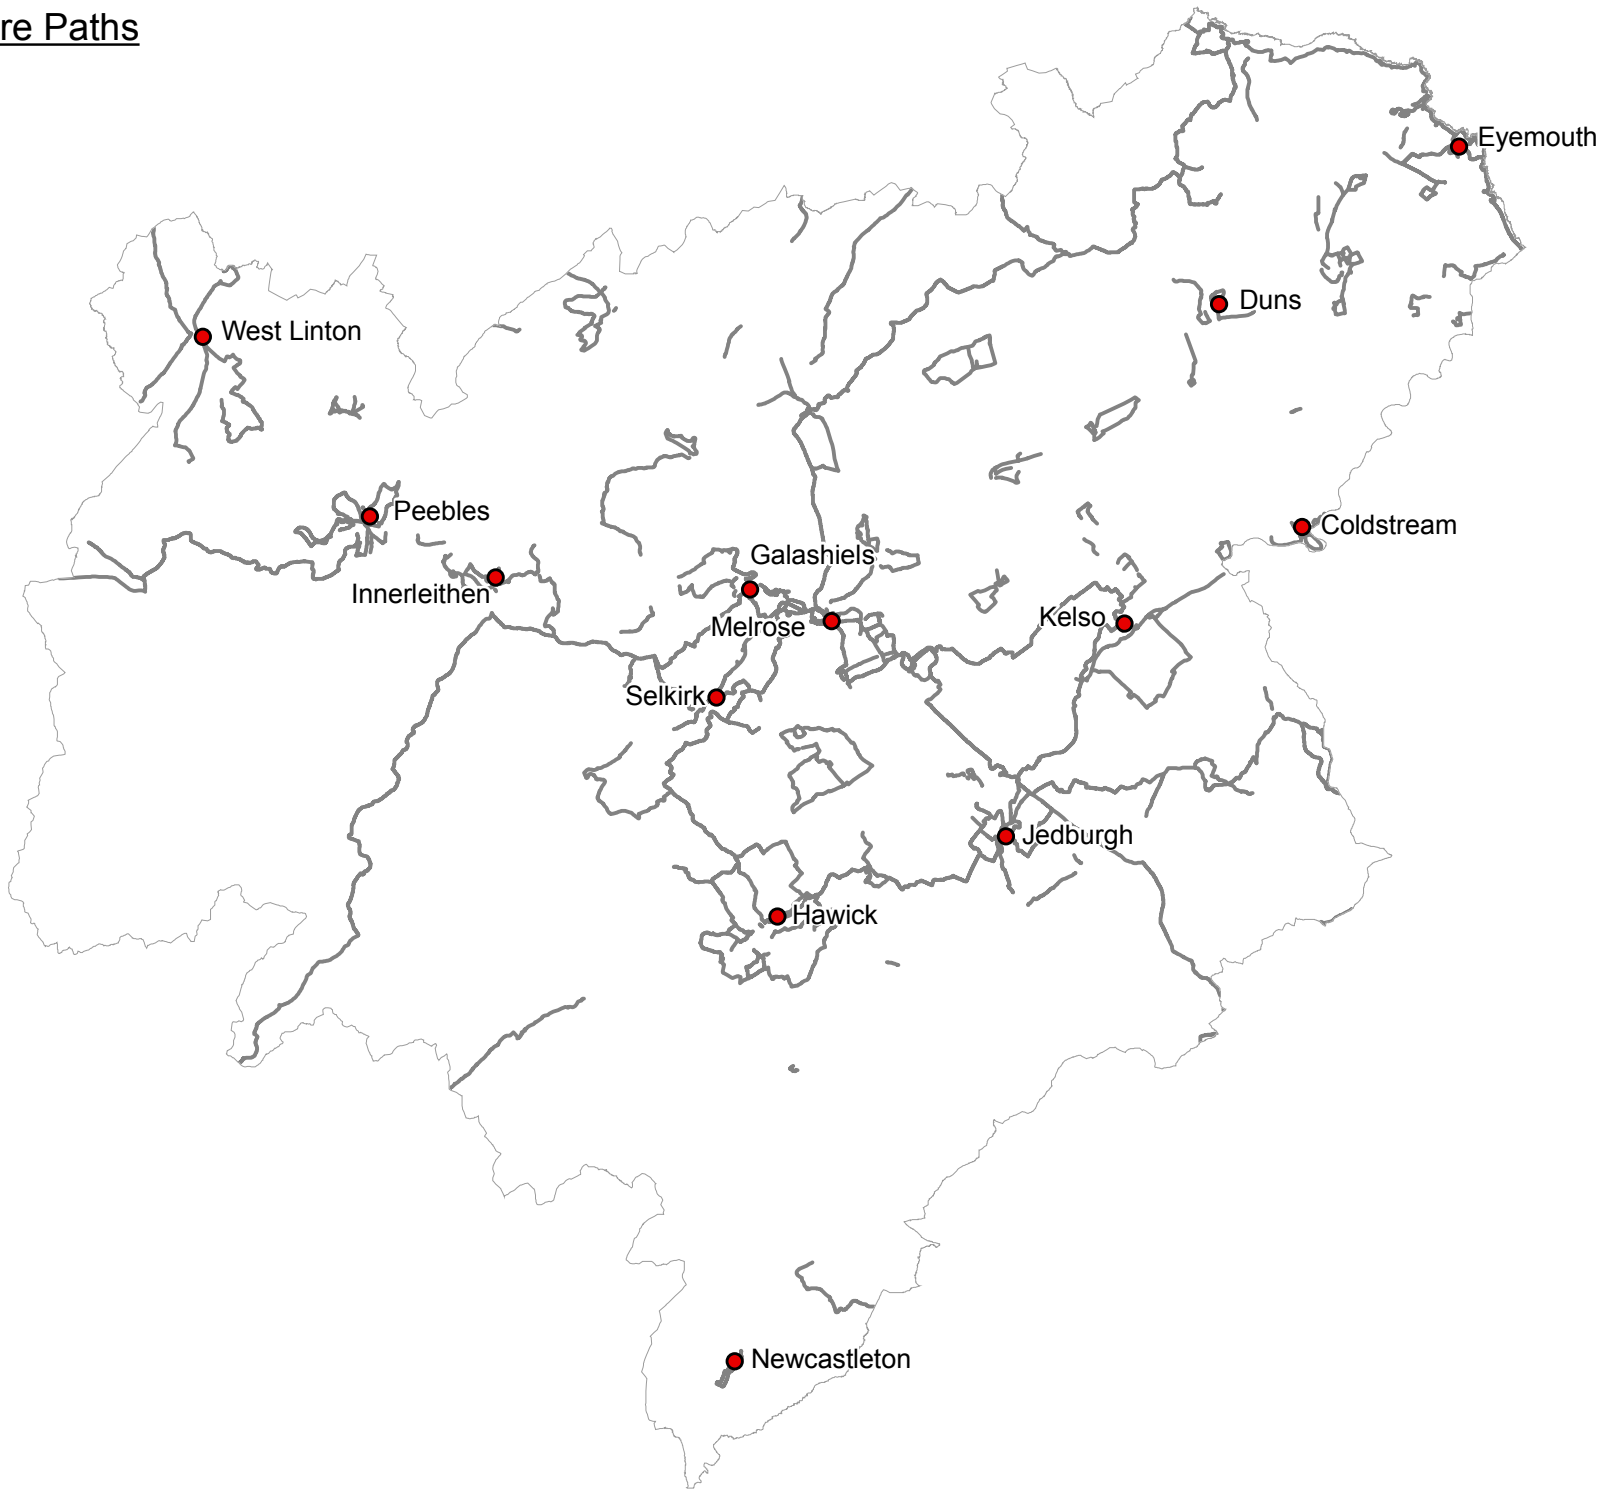 re Paths
Eyemouth
Duns
West Linton
Peebles
Coldstream
Galashiels
Innerleithen
Kelso
Melrose
Selkirk
Jedburgh
Hawick
Newcastleton